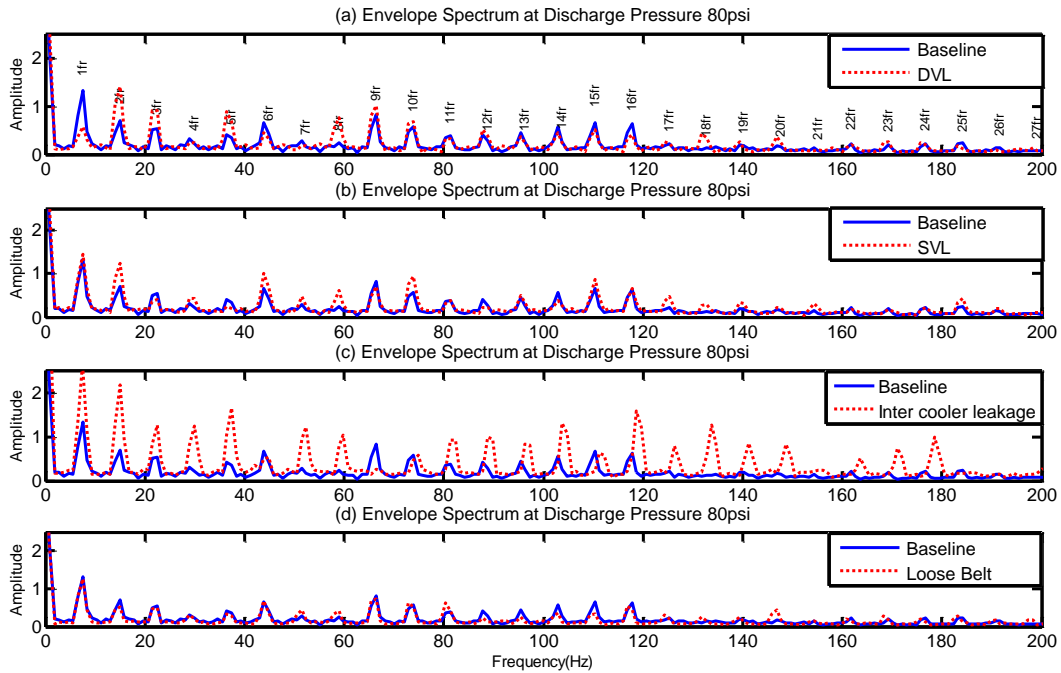 (a) Envelope Spectrum at Discharge Pressure 80psi
Amplitude
2
1
0
1fr
2fr
3fr
4fr
5fr
6fr
7fr
8fr
9fr
10fr
11fr
12fr
13fr
14fr
15fr
16fr
17fr
18fr
19fr
20fr
21fr
22fr
23fr
24fr
25fr
26fr
27fr
Baseline
DVL
0 20 40 60 80 100 120 140 160 180 200
(b) Envelope Spectrum at Discharge Pressure 80psi
Amplitude
2
1
0
Baseline
SVL
0 20 40 60 80 100 120 140 160 180 200
(c) Envelope Spectrum at Discharge Pressure 80psi
Amplitude
2
1
0
Baseline
Inter cooler leakage
0 20 40 60 80 100 120 140 160 180 200
(d) Envelope Spectrum at Discharge Pressure 80psi
Amplitude
2
1
0
Baseline
Loose Belt
0 20 40 60 80 100 120 140 160 180 200
Frequency(Hz)